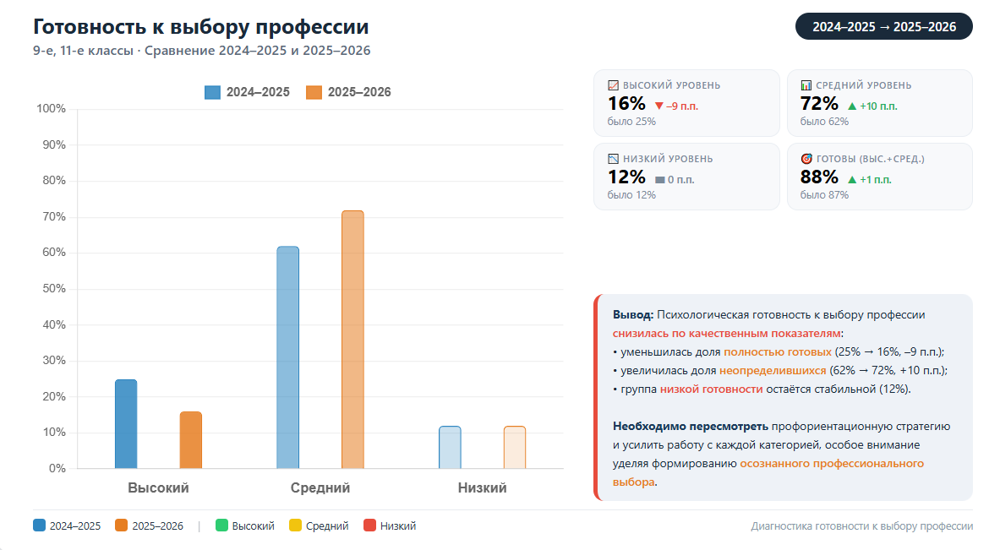 Готовность к выбору профессии
9-е, 11-е классы · Сравнение 2024–2025 и 2025–2026
2024–2025 → 2025–2026
2024–2025 2025–2026
100%
90%
80%
70%
60%
50%
40%
30%
20%
10%
0%
Высокий Средний Низкий
ВЫСОКИЙ УРОВЕНЬ
16% ▼ –9 п.п.
было 25%
СРЕДНИЙ УРОВЕНЬ
72% ▲ +10 п.п.
было 62%
НИЗКИЙ УРОВЕНЬ
12% 0 п.п.
было 12%
ГОТОВЫ (ВЫС.+СРЕД.)
88% ▲ +1 п.п.
было 87%
Вывод: Психологическая готовность к выбору профессии
снизилась по качественным показателям:
• уменьшилась доля полностью готовых (25% → 16%, –9 п.п.);
• увеличилась доля неопределившихся (62% → 72%, +10 п.п.);
• группа низкой готовности остаётся стабильной (12%).
Необходимо пересмотреть профориентационную стратегию
и усилить работу с каждой категорией, особое внимание
уделяя формированию осознанного профессионального
выбора.
2024–2025 2025–2026 | Высокий Средний Низкий
Диагностика готовности к выбору профессии